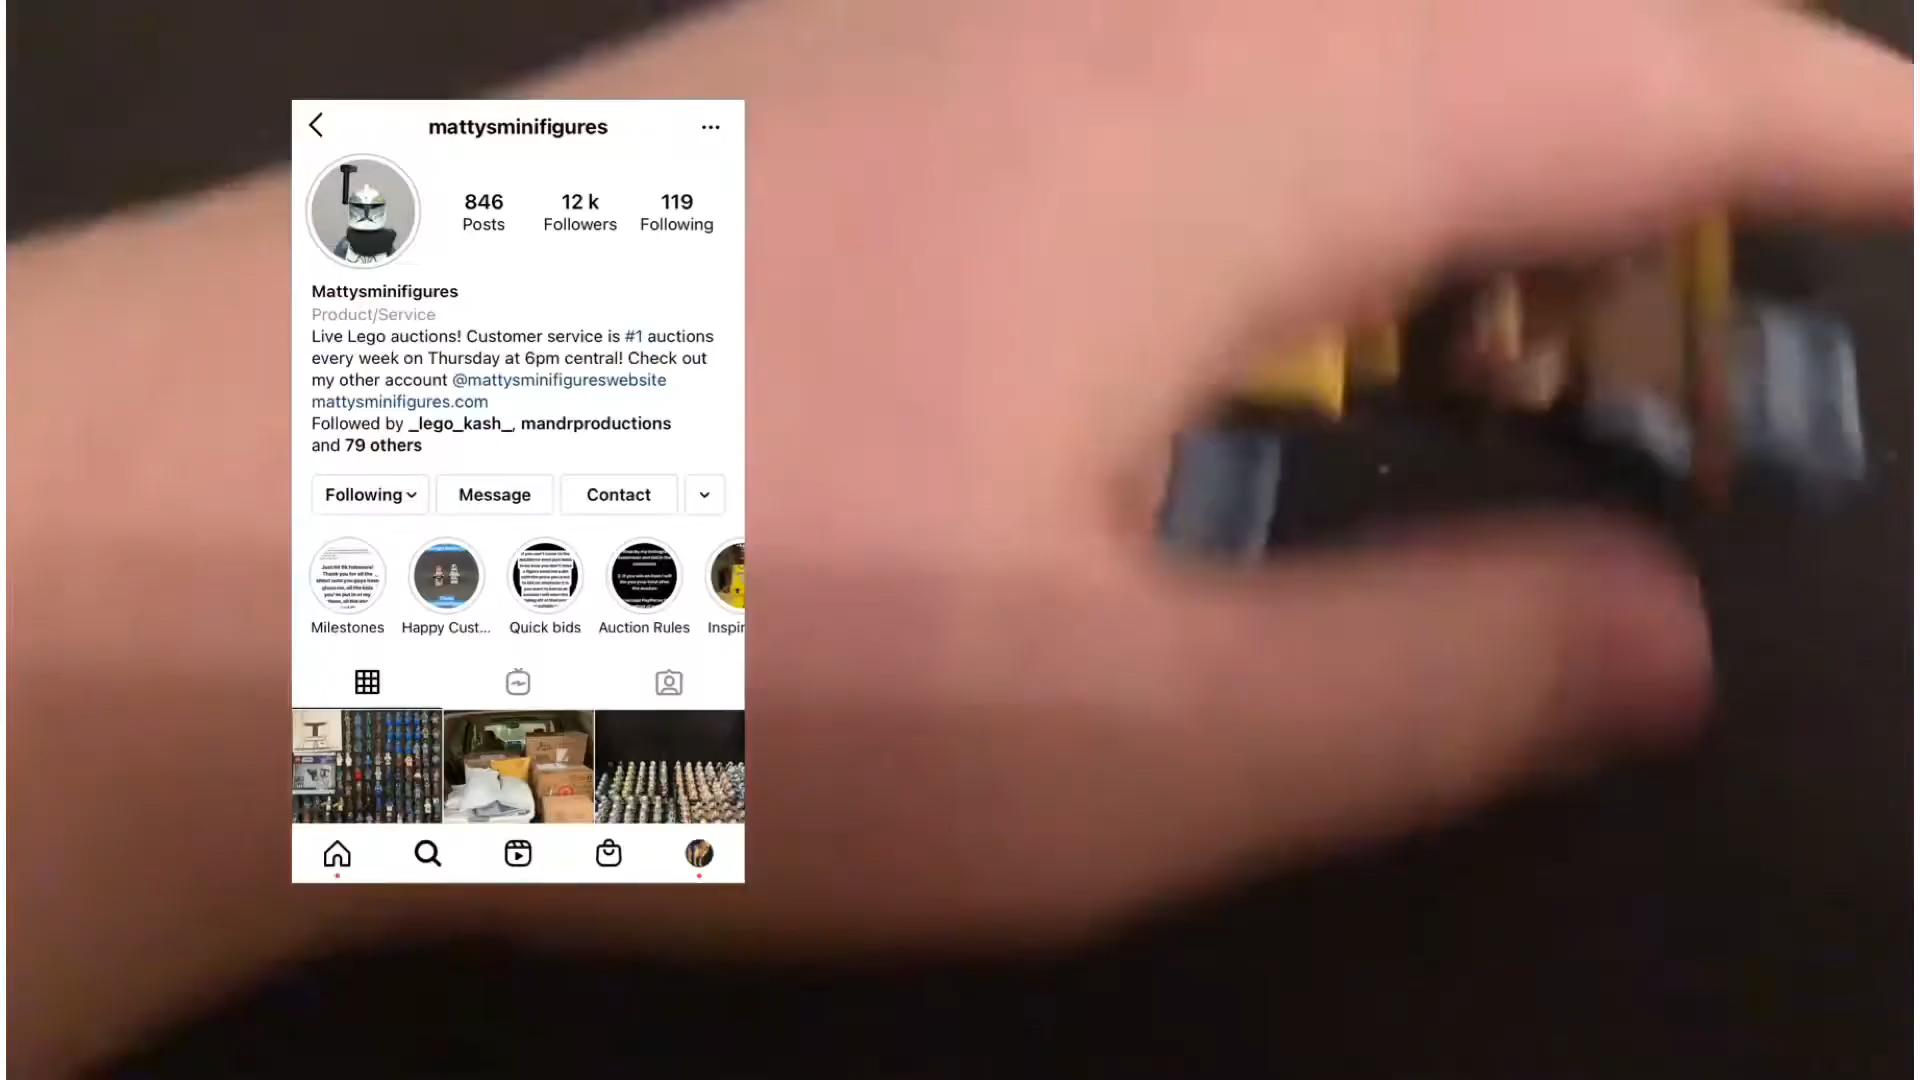 mattysminifigures
846
12 k
119
Posts
Followers
Following
Mattysminifigures
Product/Service
Live Lego auctions! Customer service is #1 auctions
every week on Thursday at 6pm central! Check out
my other account @mattysminifigureswebsite
mattysminifigures.com
Followed by _lego_kash_, mandrproductions
and 79 others
Following
Message
Contact
Milestones
Happy Cust...
Quick bids
Auction Rules
Inspir